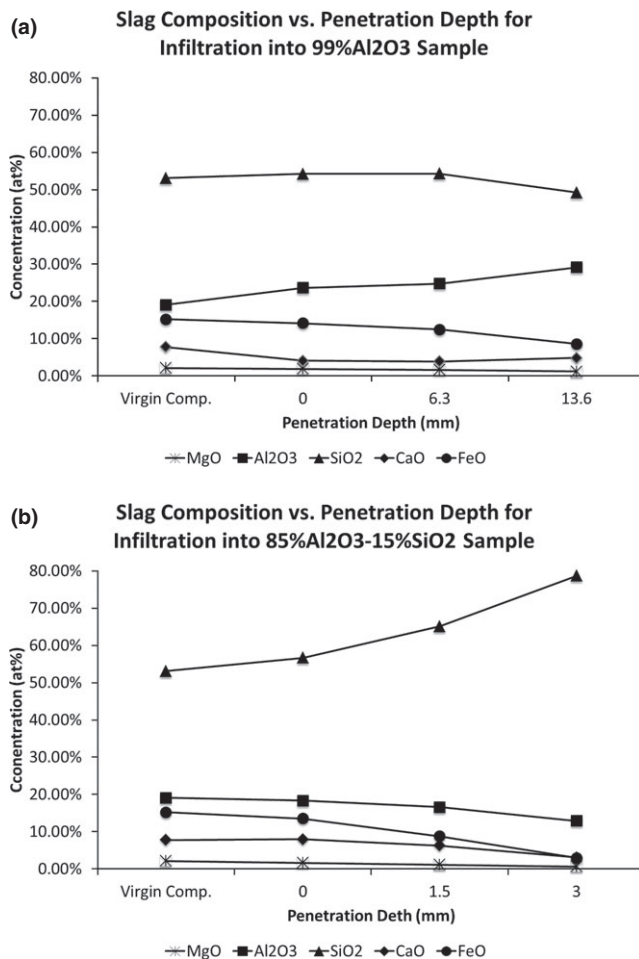 (a)
Slag Composition vs. Penetration Depth for
Infiltration into 99%Al2O3 Sample
80.00%
70.00%
60.00%
50.00%
40.00%
30.00%
20.00%
10.00%
0.00%
Concentration (at%)
Virgin Comp. 0 6.3 13.6
Penetration Depth (mm)
MgO Al2O3 SiO2 CaO FeO
(b)
Slag Composition vs. Penetration Depth for
Infiltration into 85%Al2O3-15%SiO2 Sample
80.00%
70.00%
60.00%
50.00%
40.00%
30.00%
20.00%
10.00%
0.00%
Cconentration (at%)
Virgin Comp. 0 1.5 3
Penetration Deth (mm)
MgO Al2O3 SiO2 CaO FeO